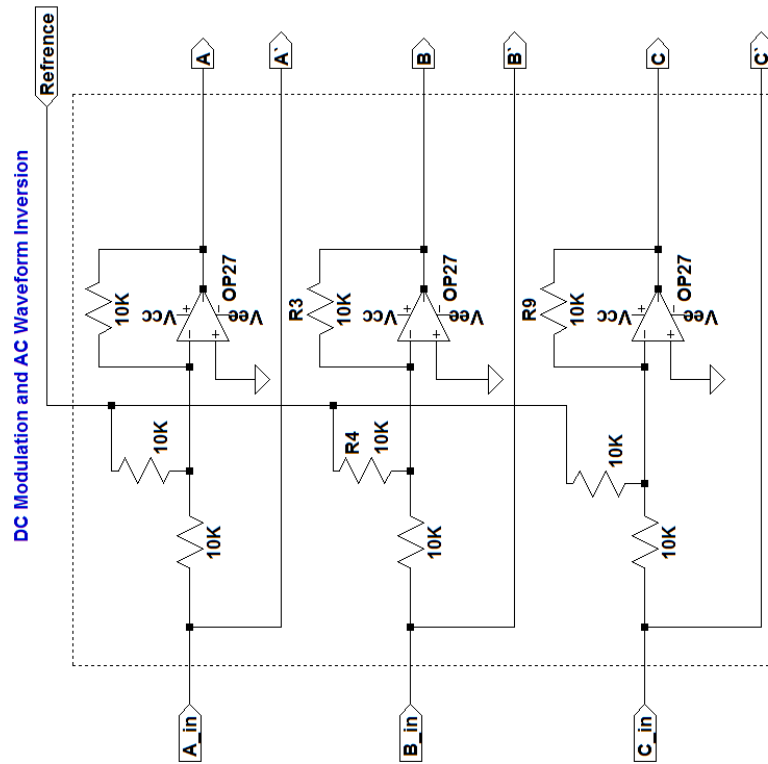 DC Modulation and AC Waveform Inversion
Refrence
A_in
10K
10K
10K
Vcc
Vee
OP27
A
A`
B_in
10K
R4
10K
R3
10K
Vcc
Vee
OP27
B
B`
C_in
10K
10K
R9
10K
Vcc
Vee
OP27
C
C`